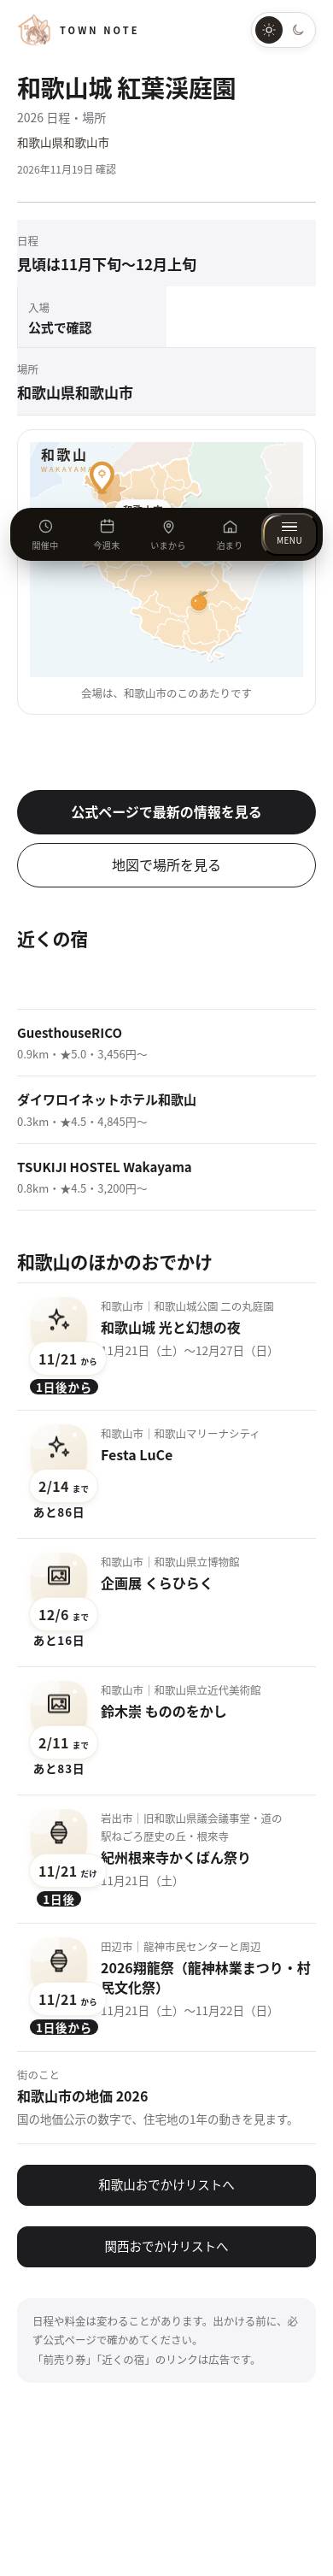 TOWN NOTE
和歌山城 紅葉渓庭園
2026 日程・場所
和歌山県和歌山市
2026年11月19日 確認
日程
見頃は11月下旬〜12月上旬
入場
公式で確認
場所
和歌山県和歌山市
和歌山
開催中
今週末
いまから
泊まり
MENU
会場は、和歌山市のこのあたりです
公式ページで最新の情報を見る
地図で場所を見る
近くの宿
GuesthouseRICO
0.9km・★5.0・3,456円〜
ダイワロイネットホテル和歌山
0.3km・★4.5・4,845円〜
TSUKIJI HOSTEL Wakayama
0.8km・★4.5・3,200円〜
和歌山のほかのおでかけ
和歌山市｜和歌山城公園 二の丸庭園
和歌山城 光と幻想の夜
11月21日（土）〜12月27日（日）
11/21 から
1日後から
和歌山市｜和歌山マリーナシティ
Festa LuCe
2/14 まで
あと86日
和歌山市｜和歌山県立博物館
企画展 くらひらく
12/6 まで
あと16日
和歌山市｜和歌山県立近代美術館
鈴木崇 もののをかし
2/11 まで
あと83日
岩出市｜旧和歌山県議会議事堂・道の
駅ねごろ歴史の丘・根來寺
紀州根来寺かくばん祭り
11月21日（土）
11/21 だけ
1日後
田辺市｜龍神市民センターと周辺
2026翔龍祭（龍神林業まつり・村
民文化祭）
11月21日（土）〜11月22日（日）
11/21 から
1日後から
街のこと
和歌山市の地価 2026
国の地価公示の数字で、住宅地の1年の動きを見ます。
和歌山おでかけリストへ
関西おでかけリストへ
日程や料金は変わることがあります。出かける前に、必
ず公式ページで確かめてください。
「前売り券」「近くの宿」のリンクは広告です。